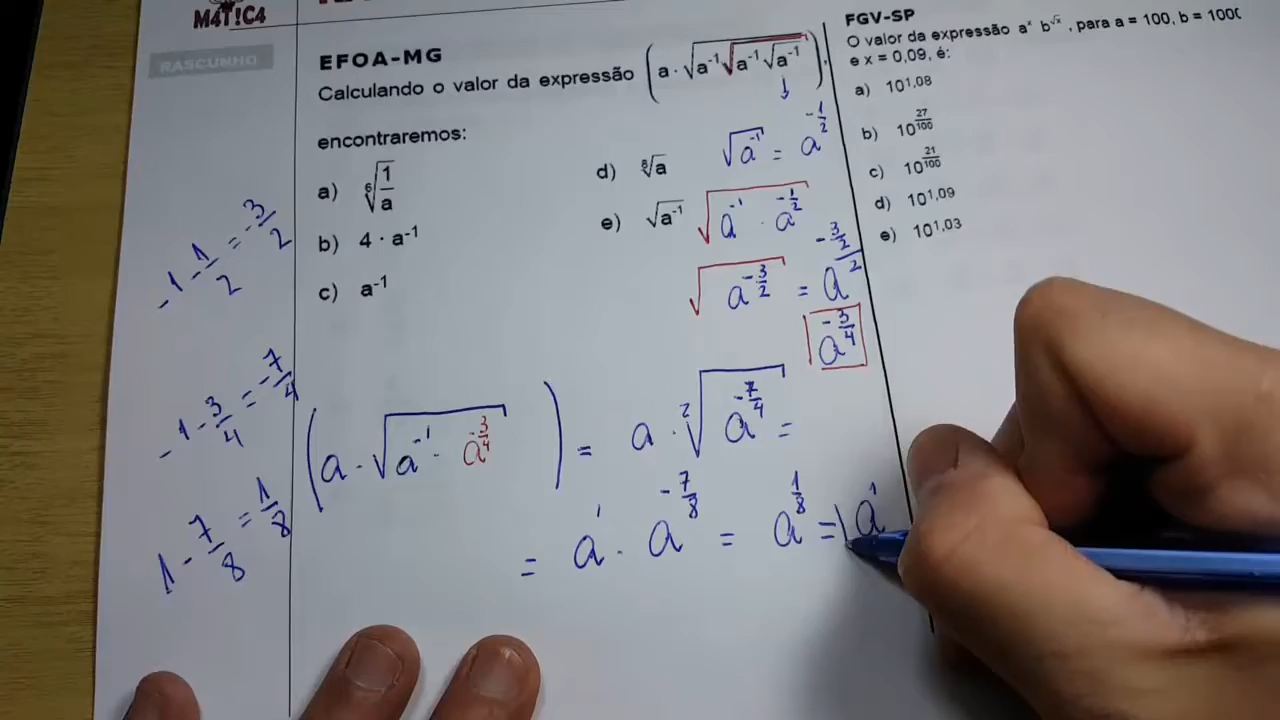 M4T!C4
RASCUNHO
EFOA-MG
Calculando o valor da expressão (a · √(a⁻¹ √(a⁻¹ √(a⁻¹)))),
encontraremos:
a) ⁶√(1/a)
b) 4 · a⁻¹
c) a⁻¹
d) ⁸√a
e) √(a⁻¹)
√(a⁻¹) = a^(-1/2)
√(a⁻¹ · a^(-1/2))
√(a^(-3/2)) = a^((-3/2)/2)
a^(-3/4)
(a · √(a⁻¹ · a^(-3/4))) = a · ²√(a^(-7/4)) =
= a¹ · a^(-7/8) = a^(1/8) = √a¹
-1 - 1/2 = -3/2
-1 - 3/4 = -7/4
1 - 7/8 = 1/8
FGV-SP
O valor da expressão aˣ b^(√x), para a = 100, b = 1000
e x = 0,09, é:
a) 10^(1,08)
b) 10^(27/100)
c) 10^(21/100)
d) 10^(1,09)
e) 10^(1,03)